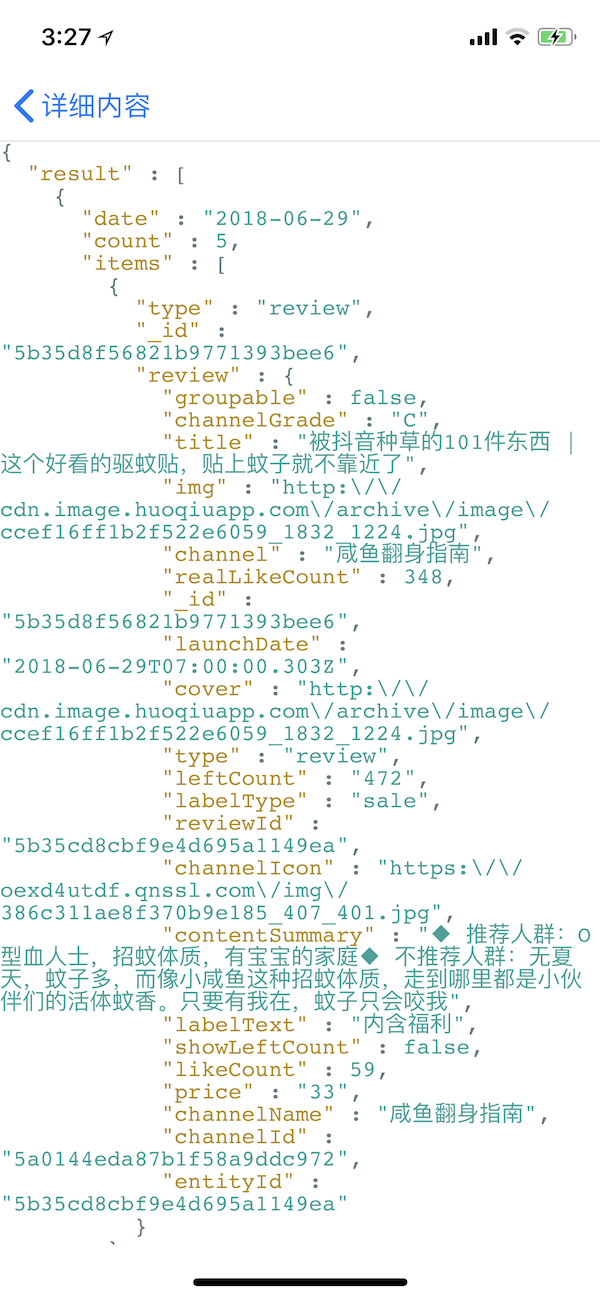 3:27
详细内容
{
"result" : [
{
"date" : "2018-06-29",
"count" : 5,
"items" : [
{
"type" : "review",
"_id" :
"5b35d8f56821b9771393bee6",
"review" : {
"groupable" : false,
"channelGrade" : "C",
"title" : "被抖音种草的101件东西 ｜
这个好看的驱蚊贴，贴上蚊子就不靠近了",
"img" : "http:\/\/
cdn.image.huoqiuapp.com\/archive\/image\/
ccef16ff1b2f522e6059_1832_1224.jpg",
"channel" : "咸鱼翻身指南",
"realLikeCount" : 348,
"_id" :
"5b35d8f56821b9771393bee6",
"launchDate" :
"2018-06-29T07:00:00.303Z",
"cover" : "http:\/\/
cdn.image.huoqiuapp.com\/archive\/image\/
ccef16ff1b2f522e6059_1832_1224.jpg",
"type" : "review",
"leftCount" : "472",
"labelType" : "sale",
"reviewId" :
"5b35cd8cbf9e4d695a1149ea",
"channelIcon" : "https:\/\/
oexd4utdf.qnssl.com\/img\/
386c311ae8f370b9e185_407_401.jpg",
"contentSummary" : "◆ 推荐人群：O
型血人士，招蚊体质，有宝宝的家庭◆ 不推荐人群：无夏
天，蚊子多，而像小咸鱼这种招蚊体质，走到哪里都是小伙
伴们的活体蚊香。只要有我在，蚊子只会咬我",
"labelText" : "内含福利",
"showLeftCount" : false,
"likeCount" : 59,
"price" : "33",
"channelName" : "咸鱼翻身指南",
"channelId" :
"5a0144eda87b1f58a9ddc972",
"entityId" :
"5b35cd8cbf9e4d695a1149ea"
}